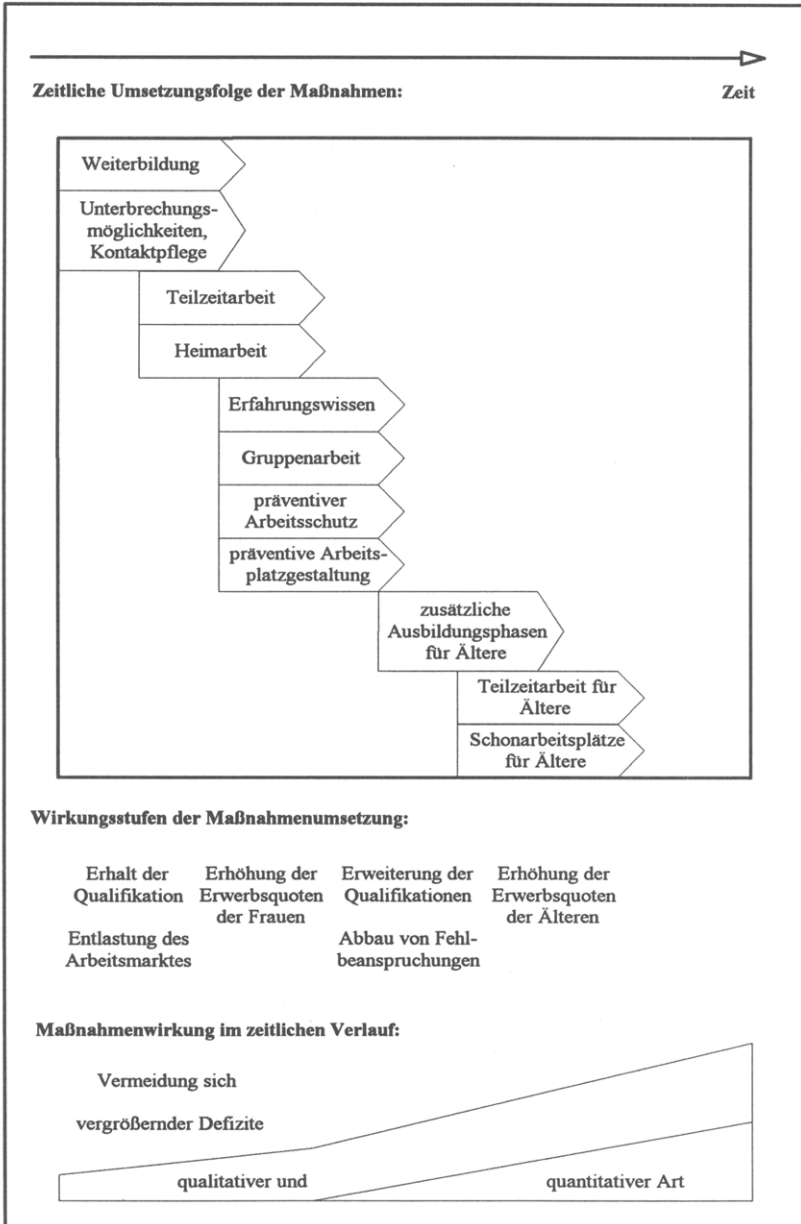 Zeitliche Umsetzungsfolge der Maßnahmen: Zeit
Weiterbildung
Unterbrechungs-
möglichkeiten,
Kontaktpflege
Teilzeitarbeit
Heimarbeit
Erfahrungswissen
Gruppenarbeit
präventiver
Arbeitsschutz
präventive Arbeits-
platzgestaltung
zusätzliche
Ausbildungsphasen
für Ältere
Teilzeitarbeit für
Ältere
Schonarbeitsplätze
für Ältere
Wirkungsstufen der Maßnahmenumsetzung:
Erhalt der
Qualifikation
Entlastung des
Arbeitsmarktes
Erhöhung der
Erwerbsquoten
der Frauen
Erweiterung der
Qualifikationen
Abbau von Fehl-
beanspruchungen
Erhöhung der
Erwerbsquoten
der Älteren
Maßnahmenwirkung im zeitlichen Verlauf:
Vermeidung sich
vergrößernder Defizite
qualitativer und quantitativer Art